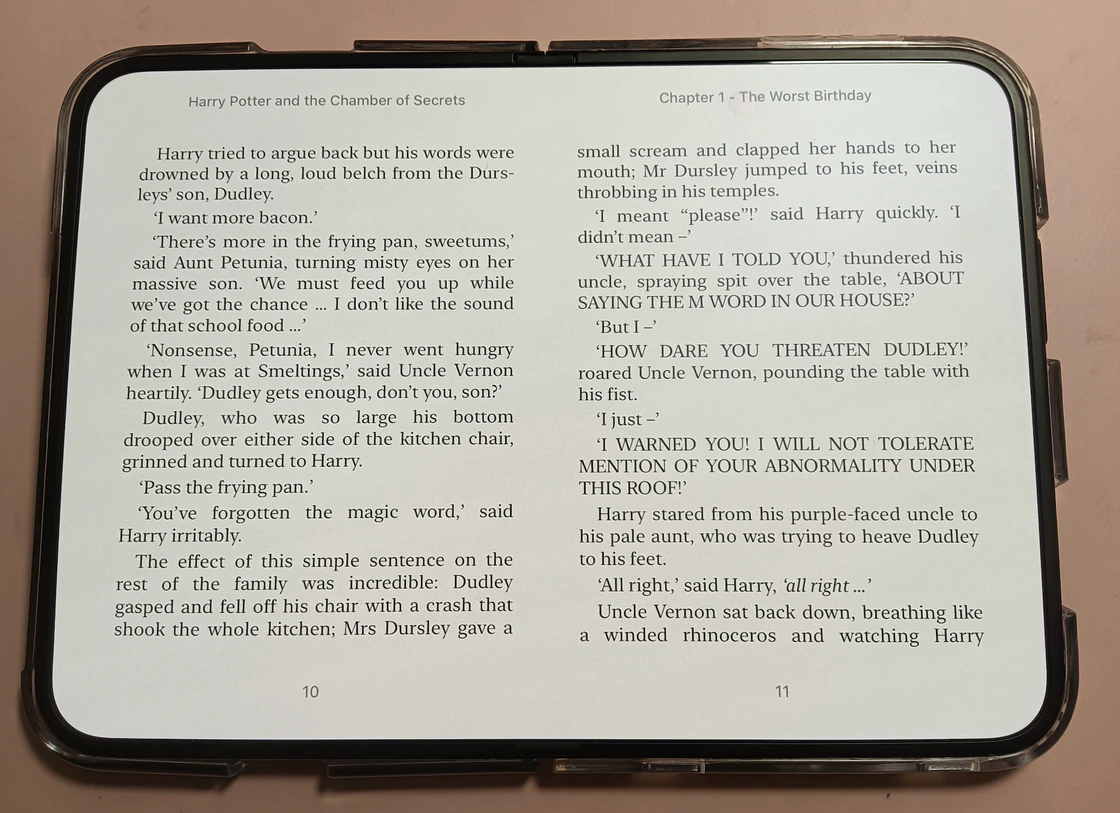 Harry Potter and the Chamber of Secrets
Harry tried to argue back but his words were
drowned by a long, loud belch from the Durs-
leys’ son, Dudley.
‘I want more bacon.’
‘There’s more in the frying pan, sweetums,’
said Aunt Petunia, turning misty eyes on her
massive son. ‘We must feed you up while
we’ve got the chance ... I don’t like the sound
of that school food ...’
‘Nonsense, Petunia, I never went hungry
when I was at Smeltings,’ said Uncle Vernon
heartily. ‘Dudley gets enough, don’t you, son?’
Dudley, who was so large his bottom
drooped over either side of the kitchen chair,
grinned and turned to Harry.
‘Pass the frying pan.’
‘You’ve forgotten the magic word,’ said
Harry irritably.
The effect of this simple sentence on the
rest of the family was incredible: Dudley
gasped and fell off his chair with a crash that
shook the whole kitchen; Mrs Dursley gave a
10
Chapter 1 - The Worst Birthday
small scream and clapped her hands to her
mouth; Mr Dursley jumped to his feet, veins
throbbing in his temples.
‘I meant “please”!’ said Harry quickly. ‘I
didn’t mean –’
‘WHAT HAVE I TOLD YOU,’ thundered his
uncle, spraying spit over the table, ‘ABOUT
SAYING THE M WORD IN OUR HOUSE?’
‘But I –’
‘HOW DARE YOU THREATEN DUDLEY!’
roared Uncle Vernon, pounding the table with
his fist.
‘I just –’
‘I WARNED YOU! I WILL NOT TOLERATE
MENTION OF YOUR ABNORMALITY UNDER
THIS ROOF!’
Harry stared from his purple-faced uncle to
his pale aunt, who was trying to heave Dudley
to his feet.
‘All right,’ said Harry, ‘all right ...’
Uncle Vernon sat back down, breathing like
a winded rhinoceros and watching Harry
11